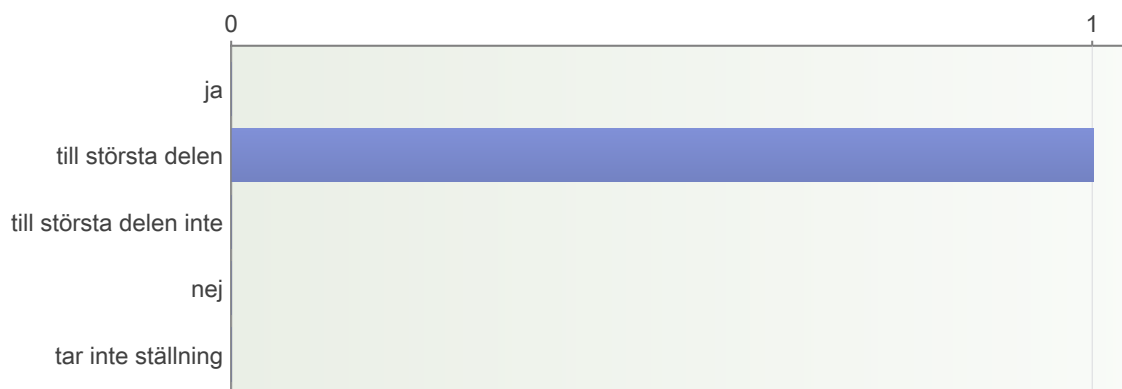 0 1
ja
till största delen
till största delen inte
nej
tar inte ställning